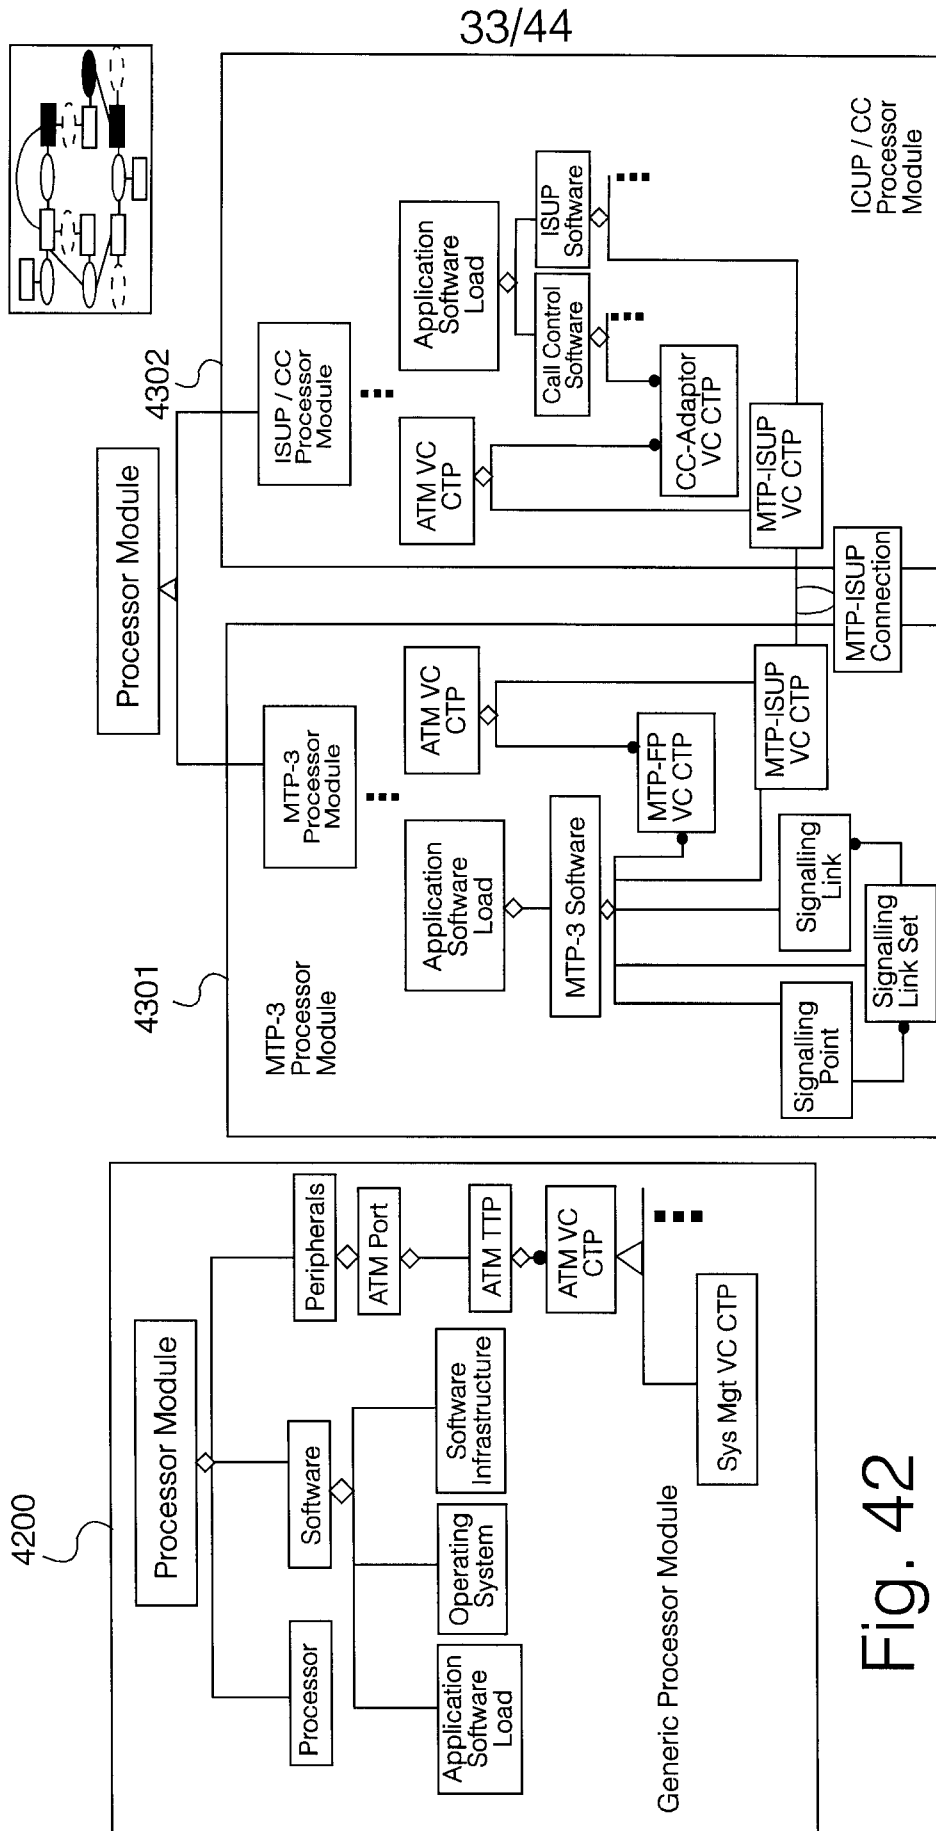 33/44
4200
Processor Module
Processor
Software
Peripherals
ATM Port
ATM TTP
ATM VC
CTP
Sys Mgt VC CTP
Application
Software
Load
Operating
System
Software
Infrastructure
Generic Processor Module
Processor Module
4301
MTP-3
Processor
Module
MTP-3
Processor
Module
Application
Software
Load
ATM VC
CTP
MTP-3 Software
MTP-FP
VC CTP
MTP-ISUP
VC CTP
Signalling
Point
Signalling
Link Set
Signalling
Link
MTP-ISUP
Connection
4302
ISUP / CC
Processor
Module
ATM VC
CTP
Application
Software
Load
Call Control
Software
ISUP
Software
CC-Adaptor
VC CTP
MTP-ISUP
VC CTP
ICUP / CC
Processor
Module
Fig. 42